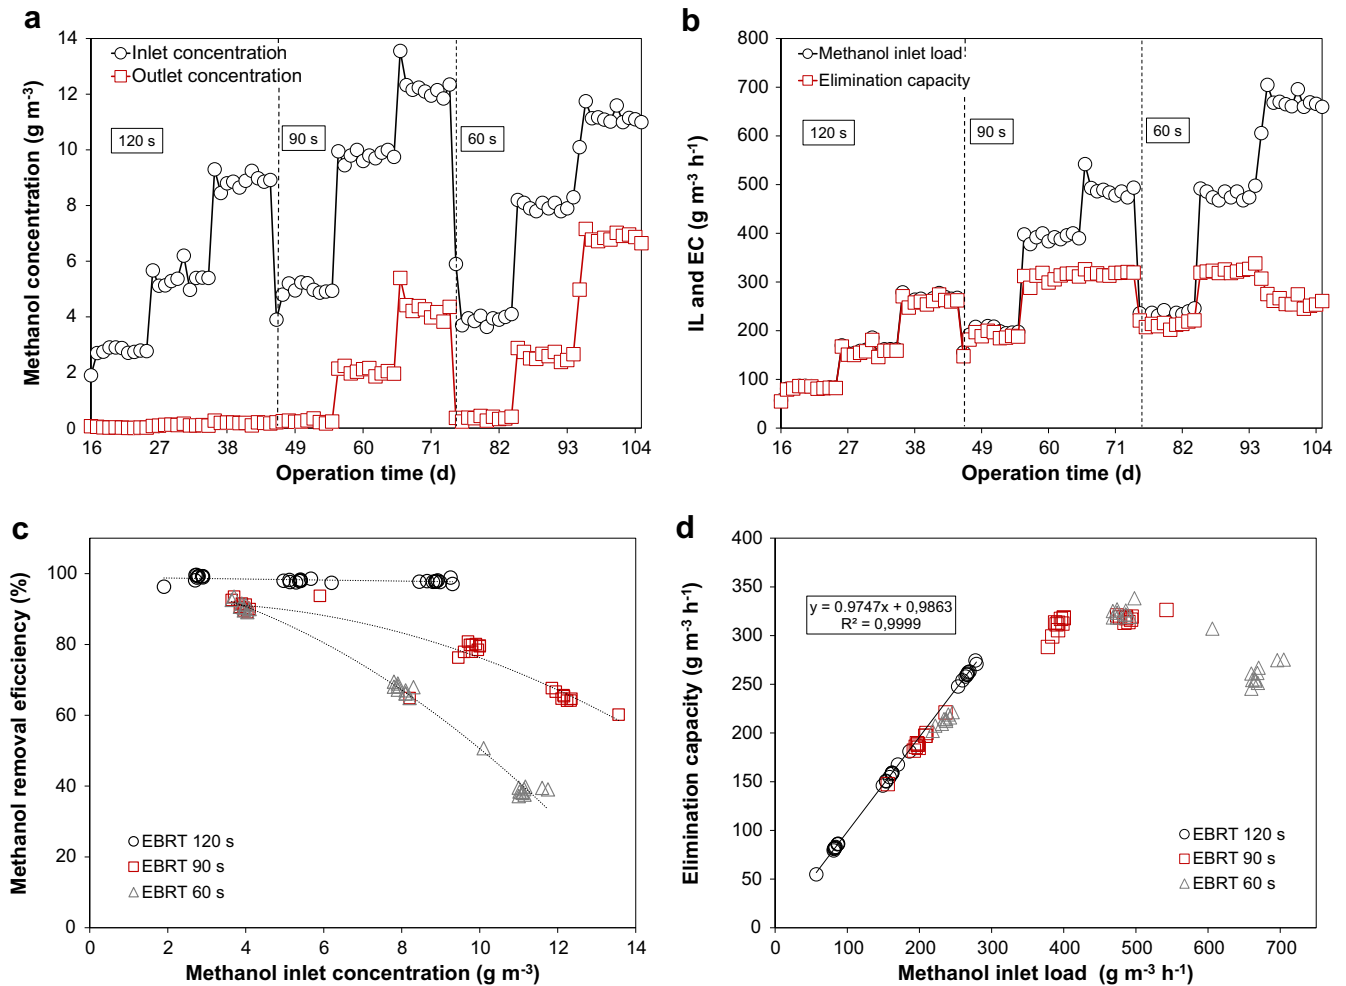 a
Methanol concentration (g m-3)
14
12
10
8
6
4
2
0
Inlet concentration
Outlet concentration
120 s
90 s
60 s
16 27 38 49 60 71 82 93 104
Operation time (d)
b
IL and EC (g m-3 h-1)
800
700
600
500
400
300
200
100
0
Methanol inlet load
Elimination capacity
120 s
90 s
60 s
16 27 38 49 60 71 82 93 104
Operation time (d)
c
Methanol removal eficciency (%)
100
80
60
40
20
0
EBRT 120 s
EBRT 90 s
EBRT 60 s
0 2 4 6 8 10 12 14
Methanol inlet concentration (g m-3)
d
Elimination capacity (g m-3 h-1)
400
350
300
250
200
150
100
50
0
y = 0.9747x + 0,9863
R² = 0,9999
EBRT 120 s
EBRT 90 s
EBRT 60 s
0 100 200 300 400 500 600 700
Methanol inlet load (g m-3 h-1)